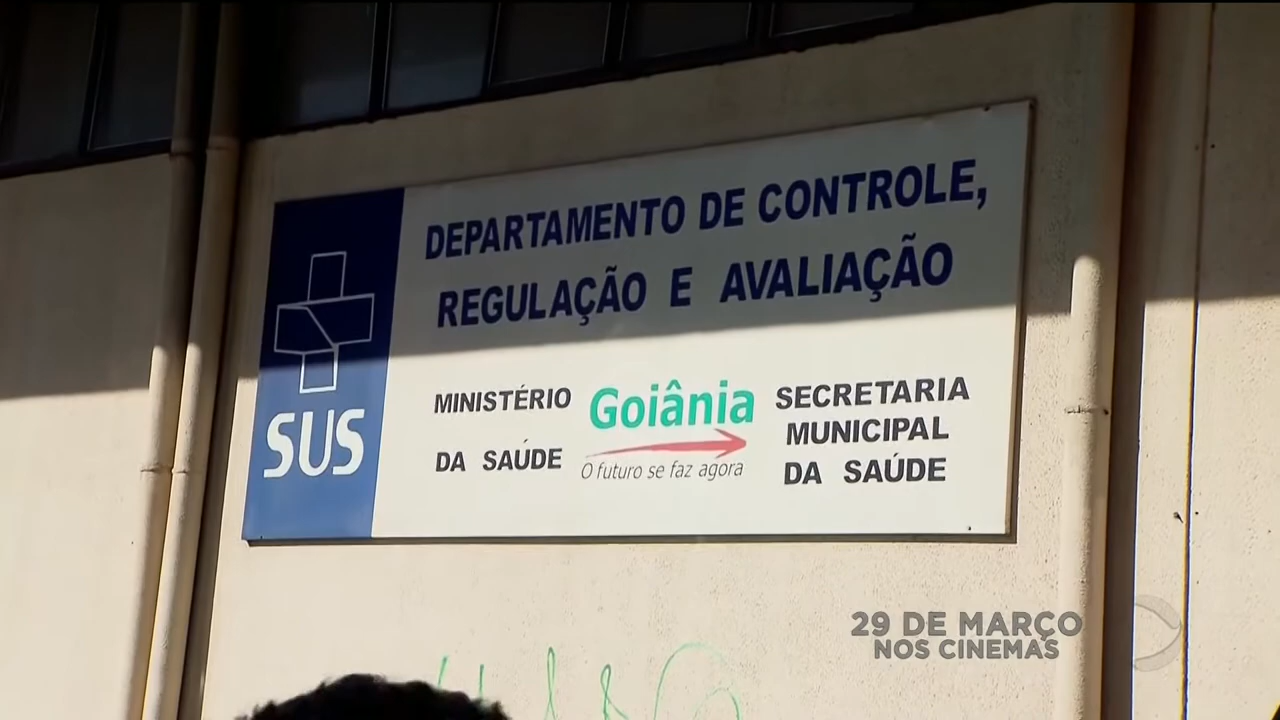 DEPARTAMENTO DE CONTROLE,
REGULAÇÃO E AVALIAÇÃO
SUS
MINISTÉRIO
DA SAÚDE
Goiânia
O futuro se faz agora
SECRETARIA
MUNICIPAL
DA SAÚDE
29 DE MARÇO
NOS CINEMAS